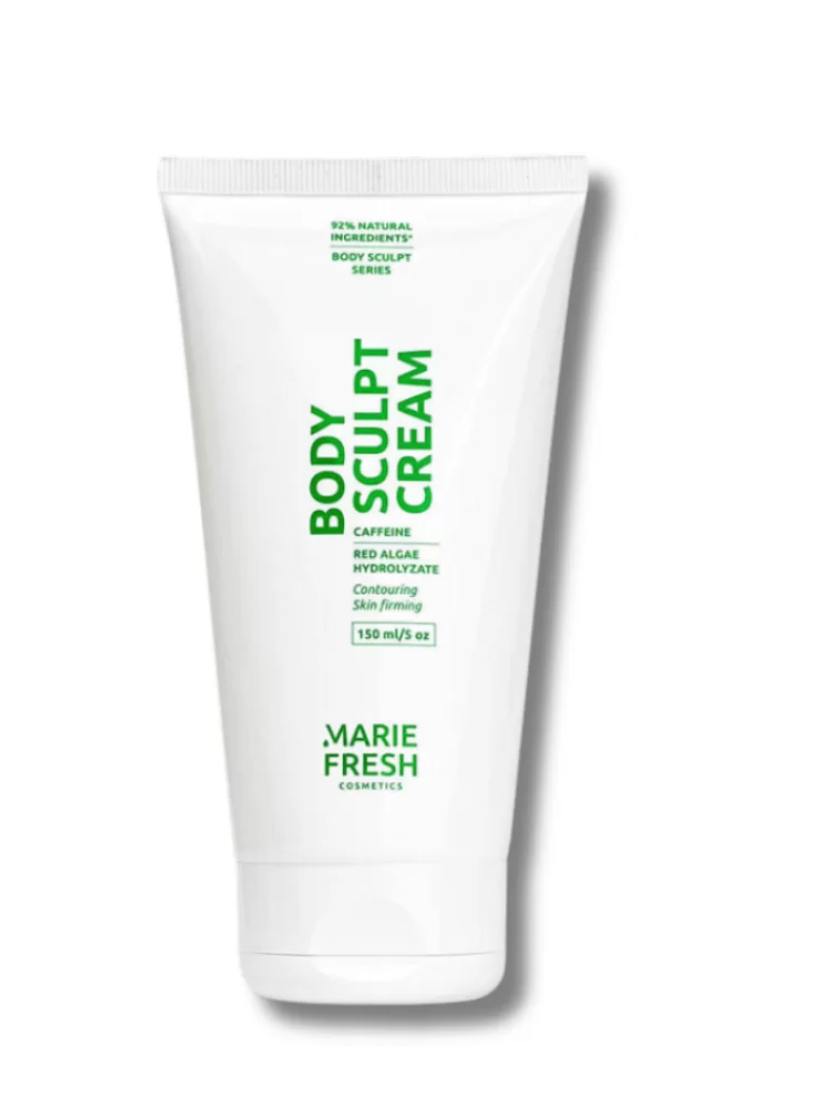 92% NATURAL
INGREDIENTS*
BODY SCULPT
SERIES
BODY
SCULPT
CREAM
CAFFEINE
RED ALGAE
HYDROLYZATE
Contouring
Skin firming
150 ml/5 oz
MARIE
FRESH
COSMETICS